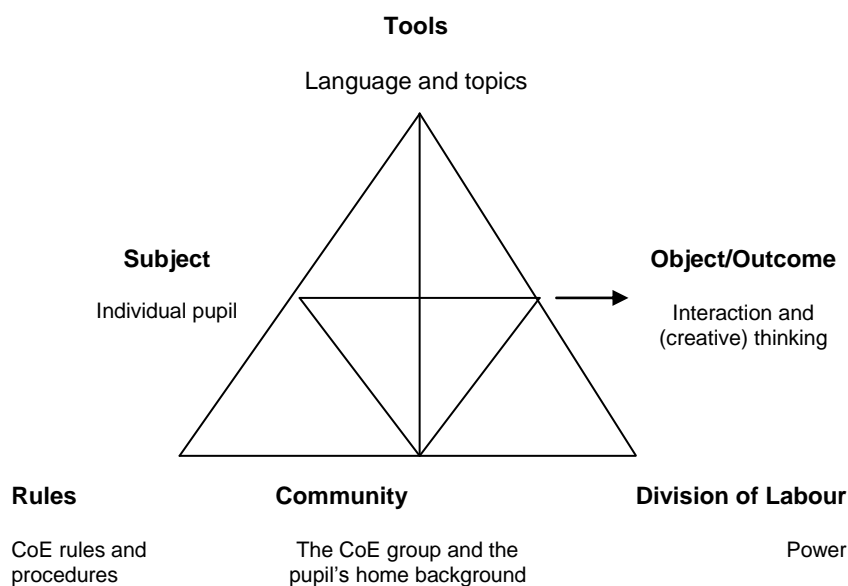 Tools
Language and topics
Subject
Individual pupil
Object/Outcome
Interaction and
(creative) thinking
Rules
CoE rules and
procedures
Community
The CoE group and the
pupil's home background
Division of Labour
Power